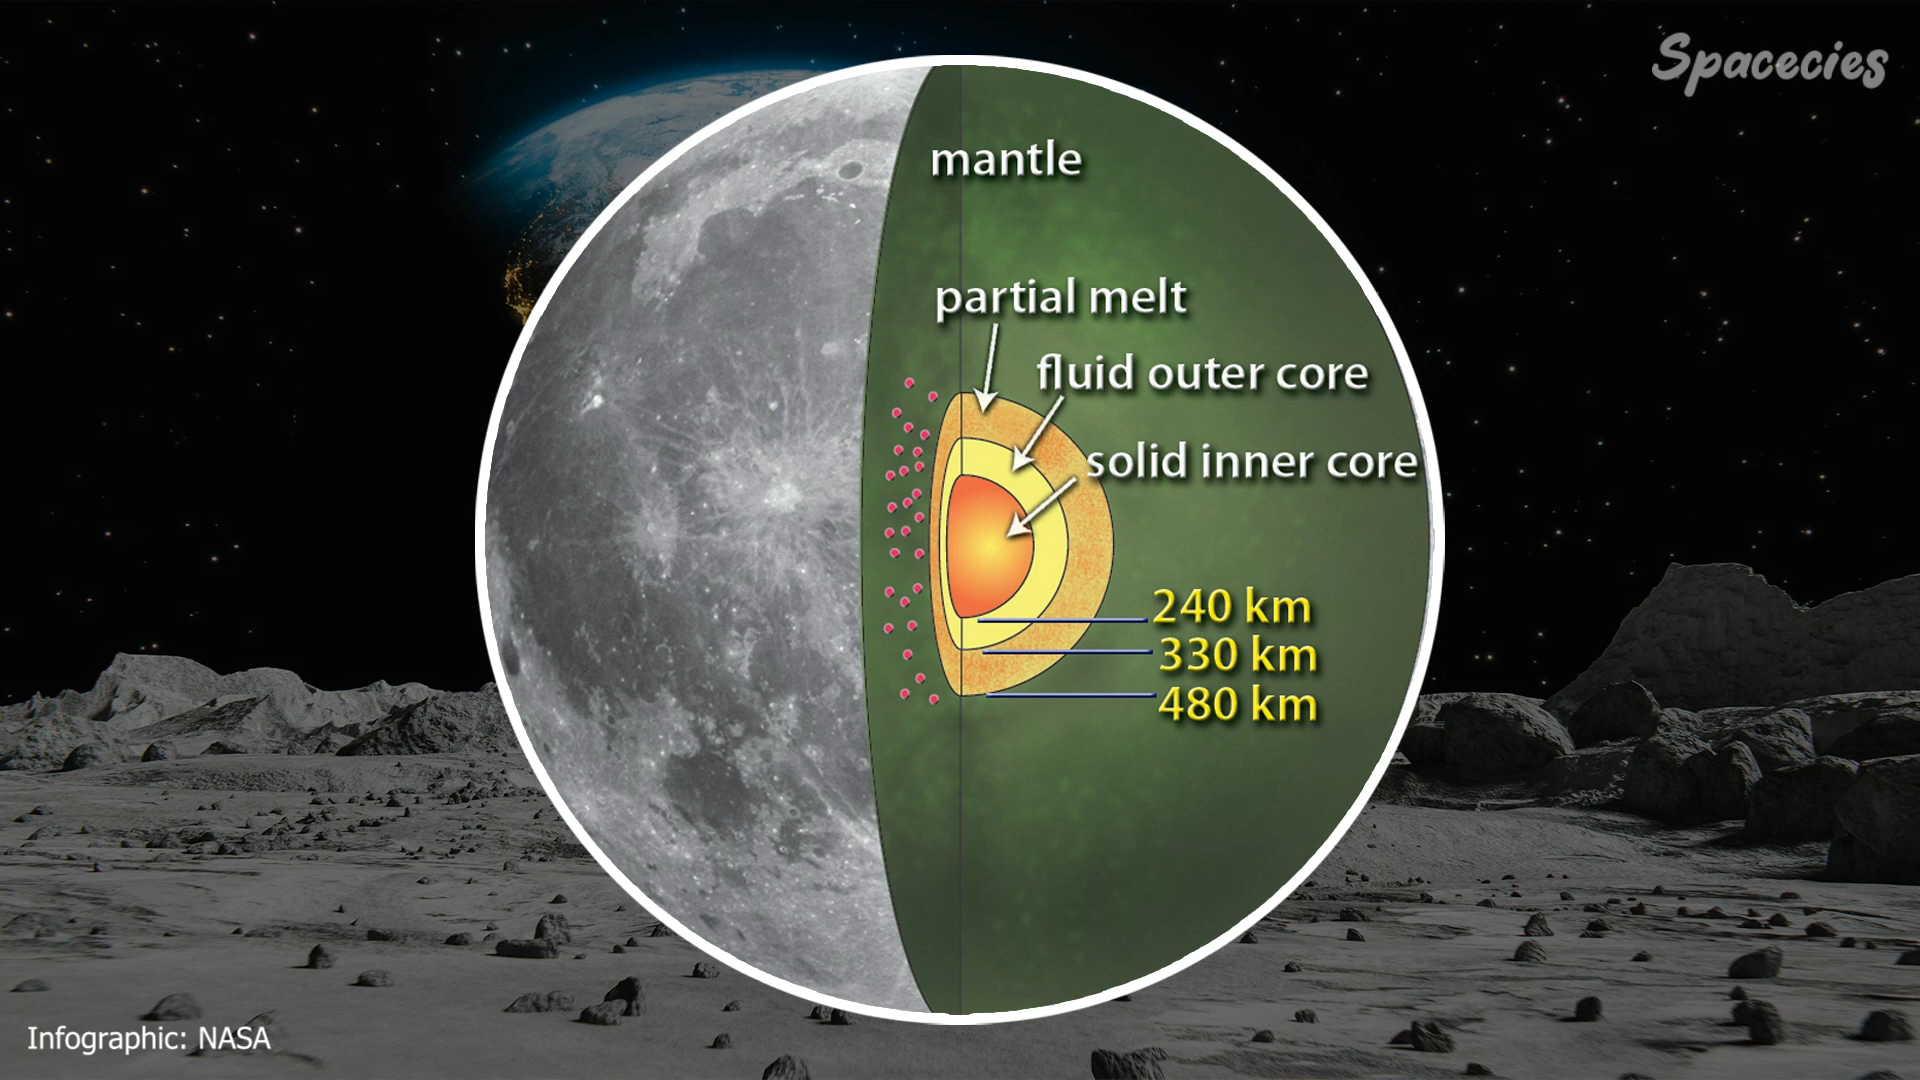 Spacecies
mantle
partial melt
fluid outer core
solid inner core
240 km
330 km
480 km
Infographic: NASA